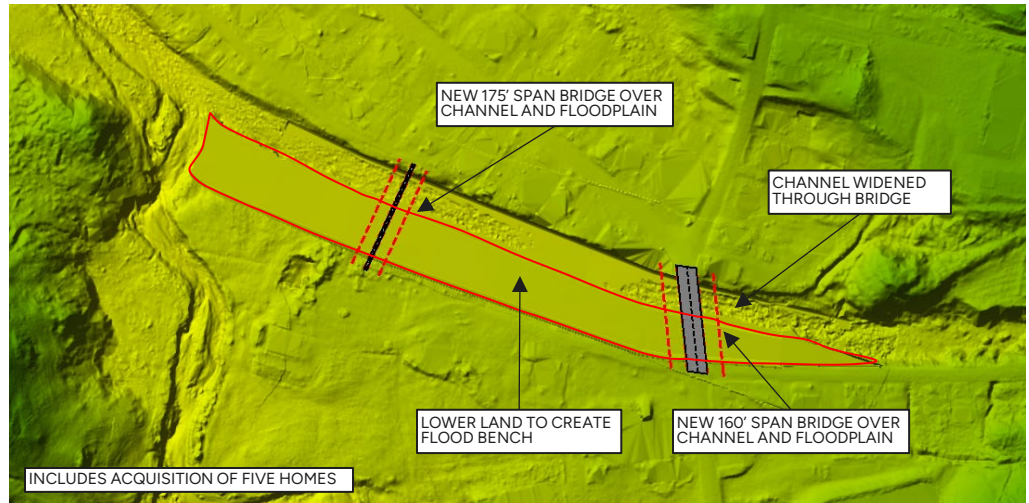 NEW 175' SPAN BRIDGE OVER
CHANNEL AND FLOODPLAIN
CHANNEL WIDENED
THROUGH BRIDGE
LOWER LAND TO CREATE
FLOOD BENCH
NEW 160' SPAN BRIDGE OVER
CHANNEL AND FLOODPLAIN
INCLUDES ACQUISITION OF FIVE HOMES